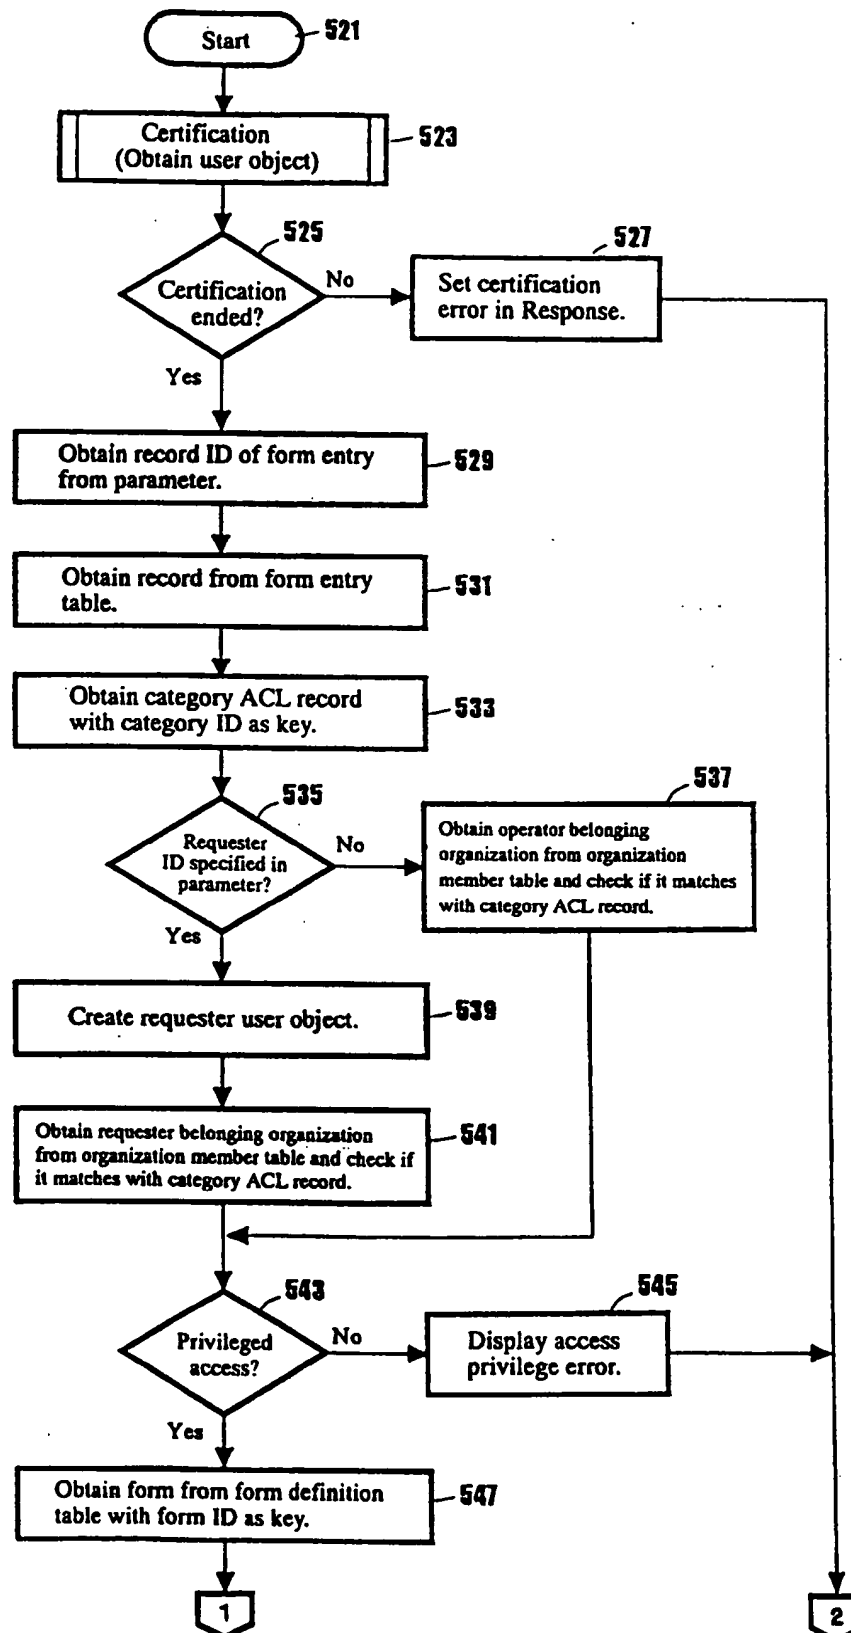 Start
521
Certification
(Obtain user object)
523
525
Certification
ended?
No
Yes
527
Set certification
error in Response.
Obtain record ID of form entry
from parameter.
529
Obtain record from form entry
table.
531
Obtain category ACL record
with category ID as key.
533
535
Requester
ID specified in
parameter?
No
Yes
537
Obtain operator belonging
organization from organization
member table and check if it matches
with category ACL record.
Create requester user object.
539
Obtain requester belonging organization
from organization member table and check if
it matches with category ACL record.
541
543
Privileged
access?
No
Yes
545
Display access
privilege error.
Obtain form from form definition
table with form ID as key.
547
1
2